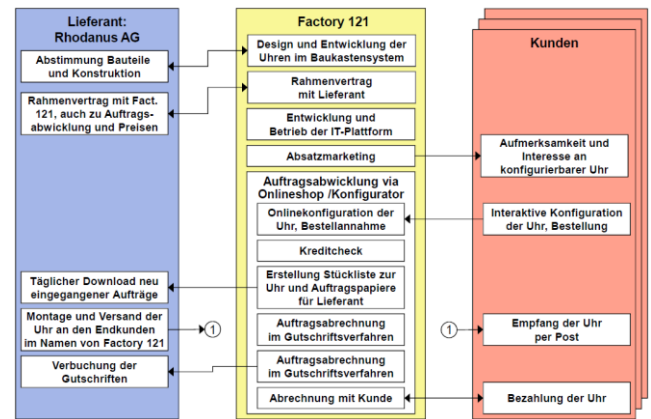 Lieferant:
Rhodanus AG
Abstimmung Bauteile
und Konstruktion
Rahmenvertrag mit Fact.
121, auch zu Auftrags-
abwicklung und Preisen
Täglicher Download neu
eingegangener Aufträge
Montage und Versand der
Uhr an den Endkunden
im Namen von Factory 121
Verbuchung der
Gutschriften
1
Factory 121
Design und Entwicklung der
Uhren im Baukastensystem
Rahmenvertrag
mit Lieferant
Entwicklung und
Betrieb der IT-Plattform
Absatzmarketing
Auftragsabwicklung via
Onlineshop /Konfigurator
Onlinekonfiguration der
Uhr, Bestellannahme
Kreditcheck
Erstellung Stückliste zur
Uhr und Auftragspapiere
für Lieferant
Auftragsabrechnung
im Gutschriftsverfahren
Auftragsabrechnung
im Gutschriftsverfahren
Abrechnung mit Kunde
Kunden
Aufmerksamkeit und
Interesse an
konfigurierbarer Uhr
Interaktive Konfiguration
der Uhr, Bestellung
1
Empfang der Uhr
per Post
Bezahlung der Uhr